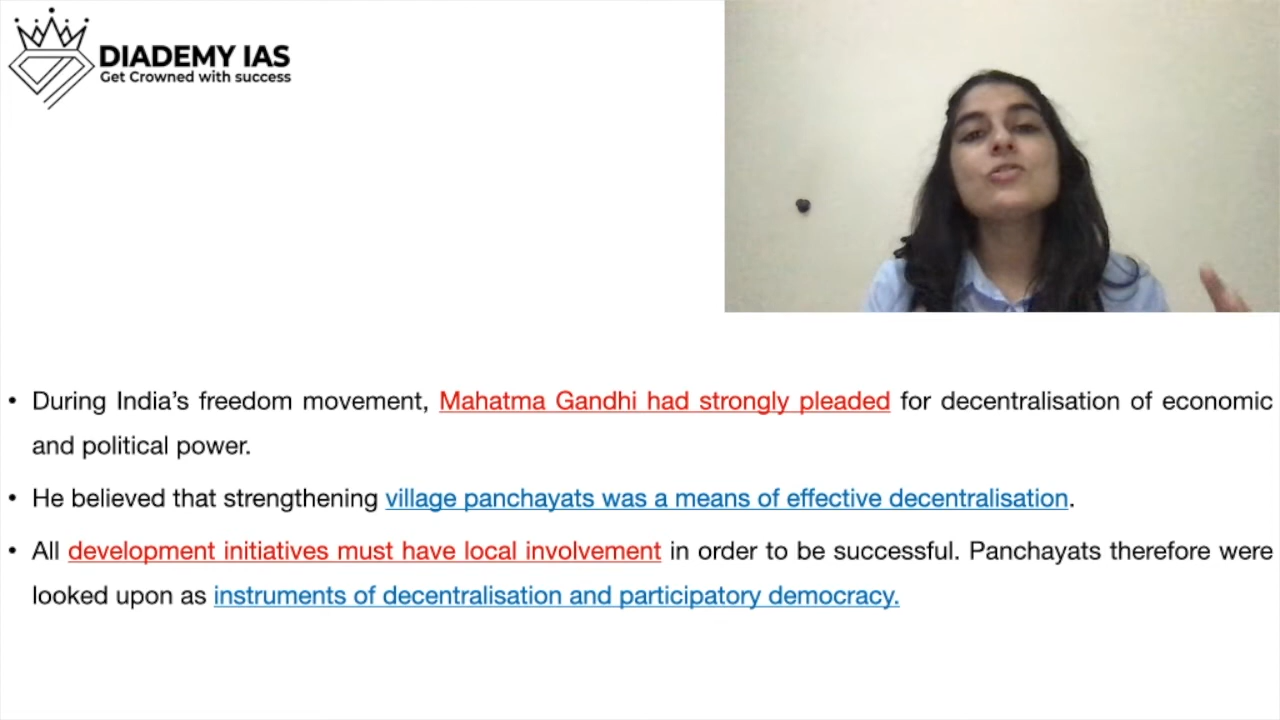 DIADEMY IAS
Get Crowned with success
• During India’s freedom movement, Mahatma Gandhi had strongly pleaded for decentralisation of economic
and political power.
• He believed that strengthening village panchayats was a means of effective decentralisation.
• All development initiatives must have local involvement in order to be successful. Panchayats therefore were
looked upon as instruments of decentralisation and participatory democracy.